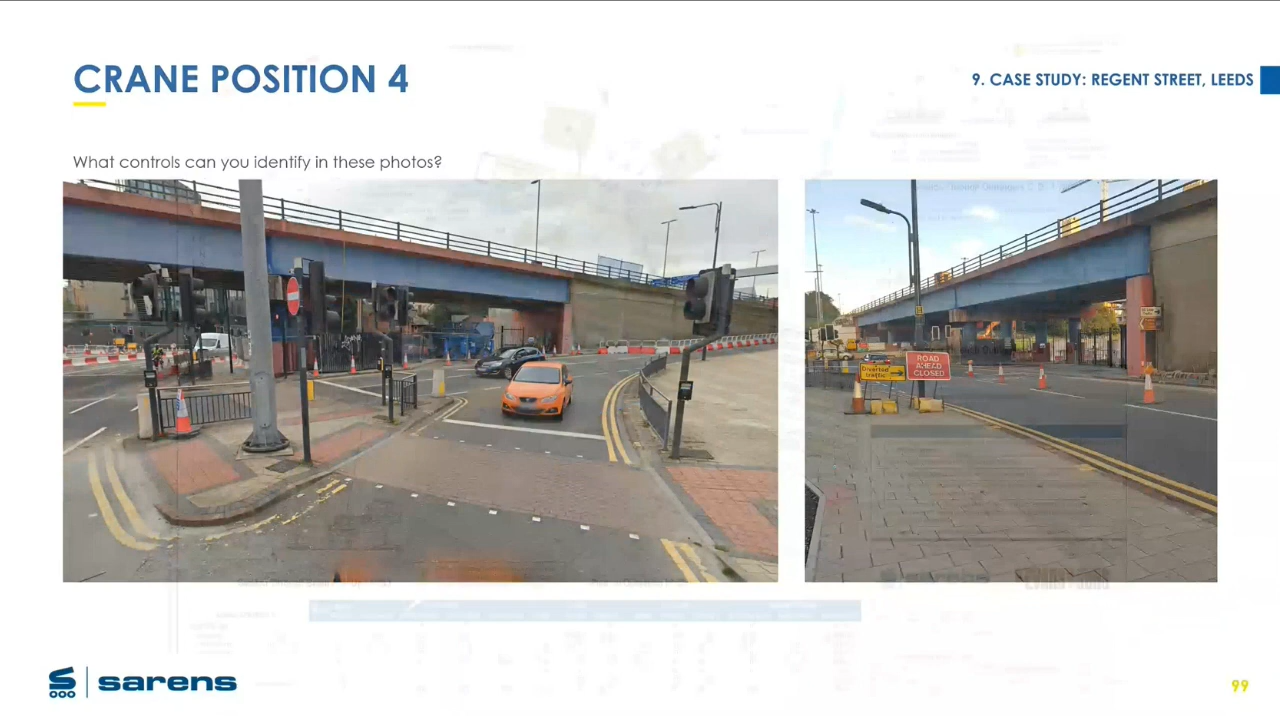 CRANE POSITION 4
9. CASE STUDY: REGENT STREET, LEEDS
What controls can you identify in these photos?
Diverted traffic
ROAD
AHEAD
CLOSED
sarens
99